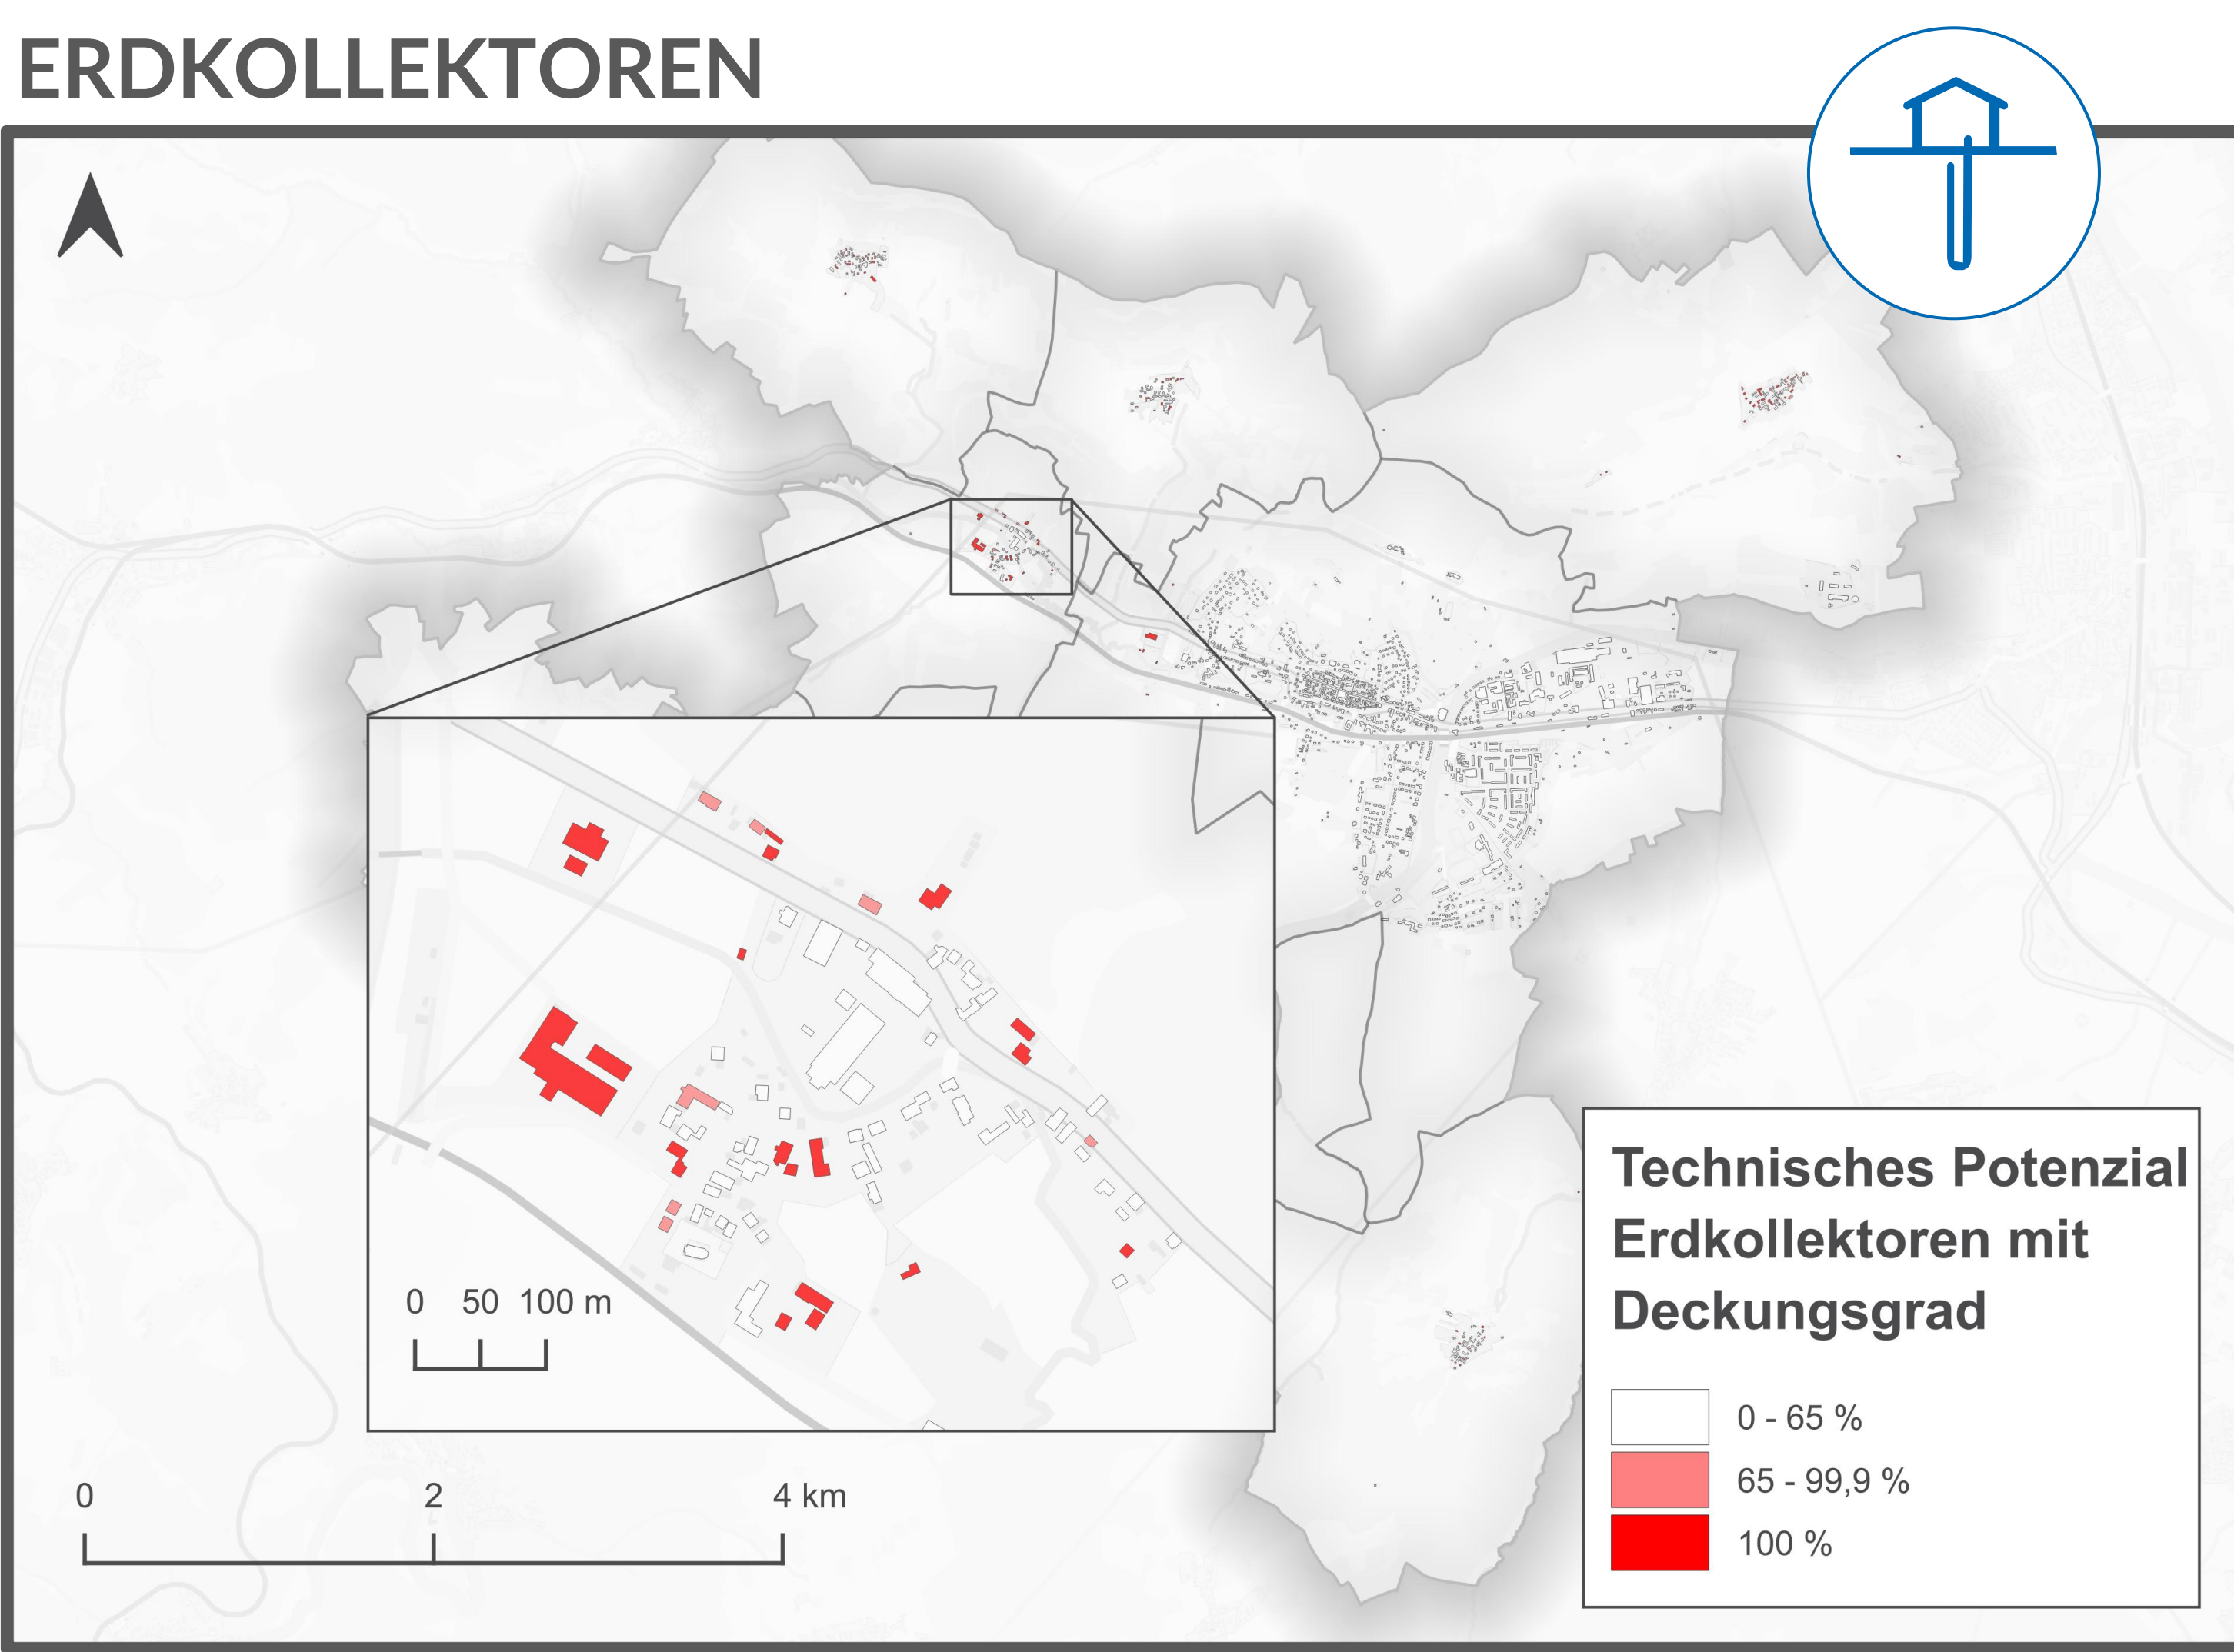 ERDKOLLEKTOREN
0 50 100 m
0 2 4 km
Technisches Potenzial
Erdkollektoren mit
Deckungsgrad
0 - 65 %
65 - 99,9 %
100 %